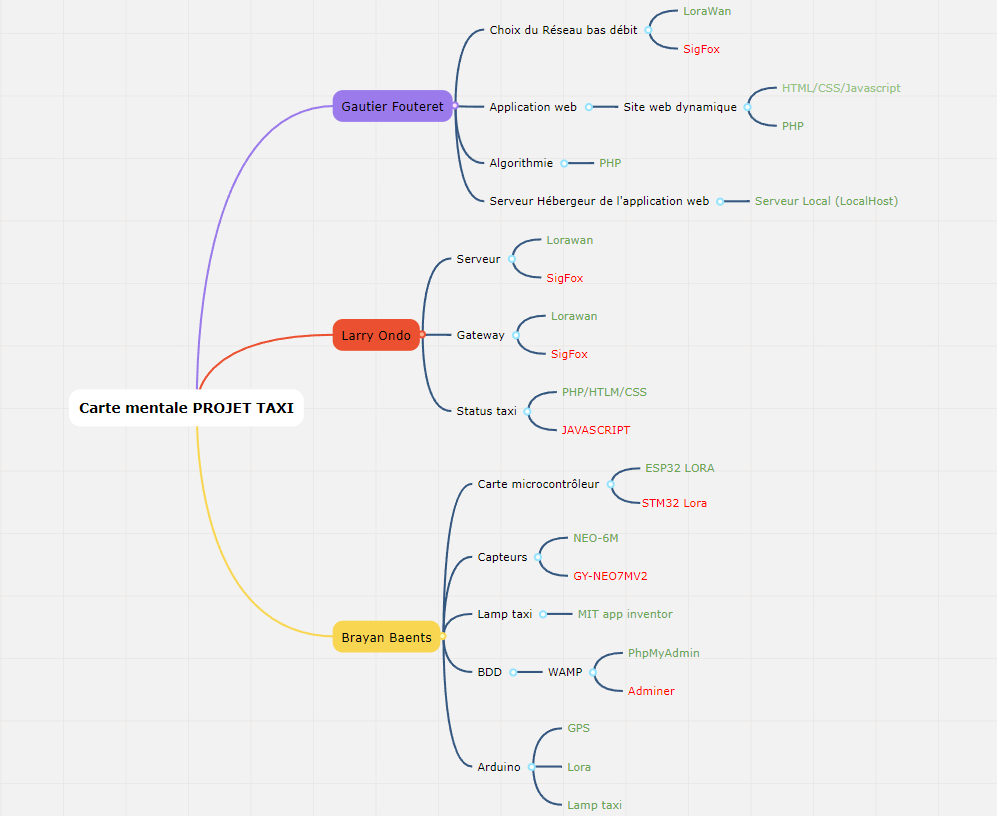 Carte mentale PROJET TAXI
Gautier Fouteret
Choix du Réseau bas débit
LoraWan
SigFox
Application web
Site web dynamique
HTML/CSS/Javascript
PHP
Algorithmie
PHP
Serveur Hébergeur de l'application web
Serveur Local (LocalHost)
Larry Ondo
Serveur
Lorawan
SigFox
Gateway
Lorawan
SigFox
Status taxi
PHP/HTLM/CSS
JAVASCRIPT
Brayan Baents
Carte microcontrôleur
ESP32 LORA
STM32 Lora
Capteurs
NEO-6M
GY-NEO7MV2
Lamp taxi
MIT app inventor
BDD
WAMP
PhpMyAdmin
Adminer
Arduino
GPS
Lora
Lamp taxi